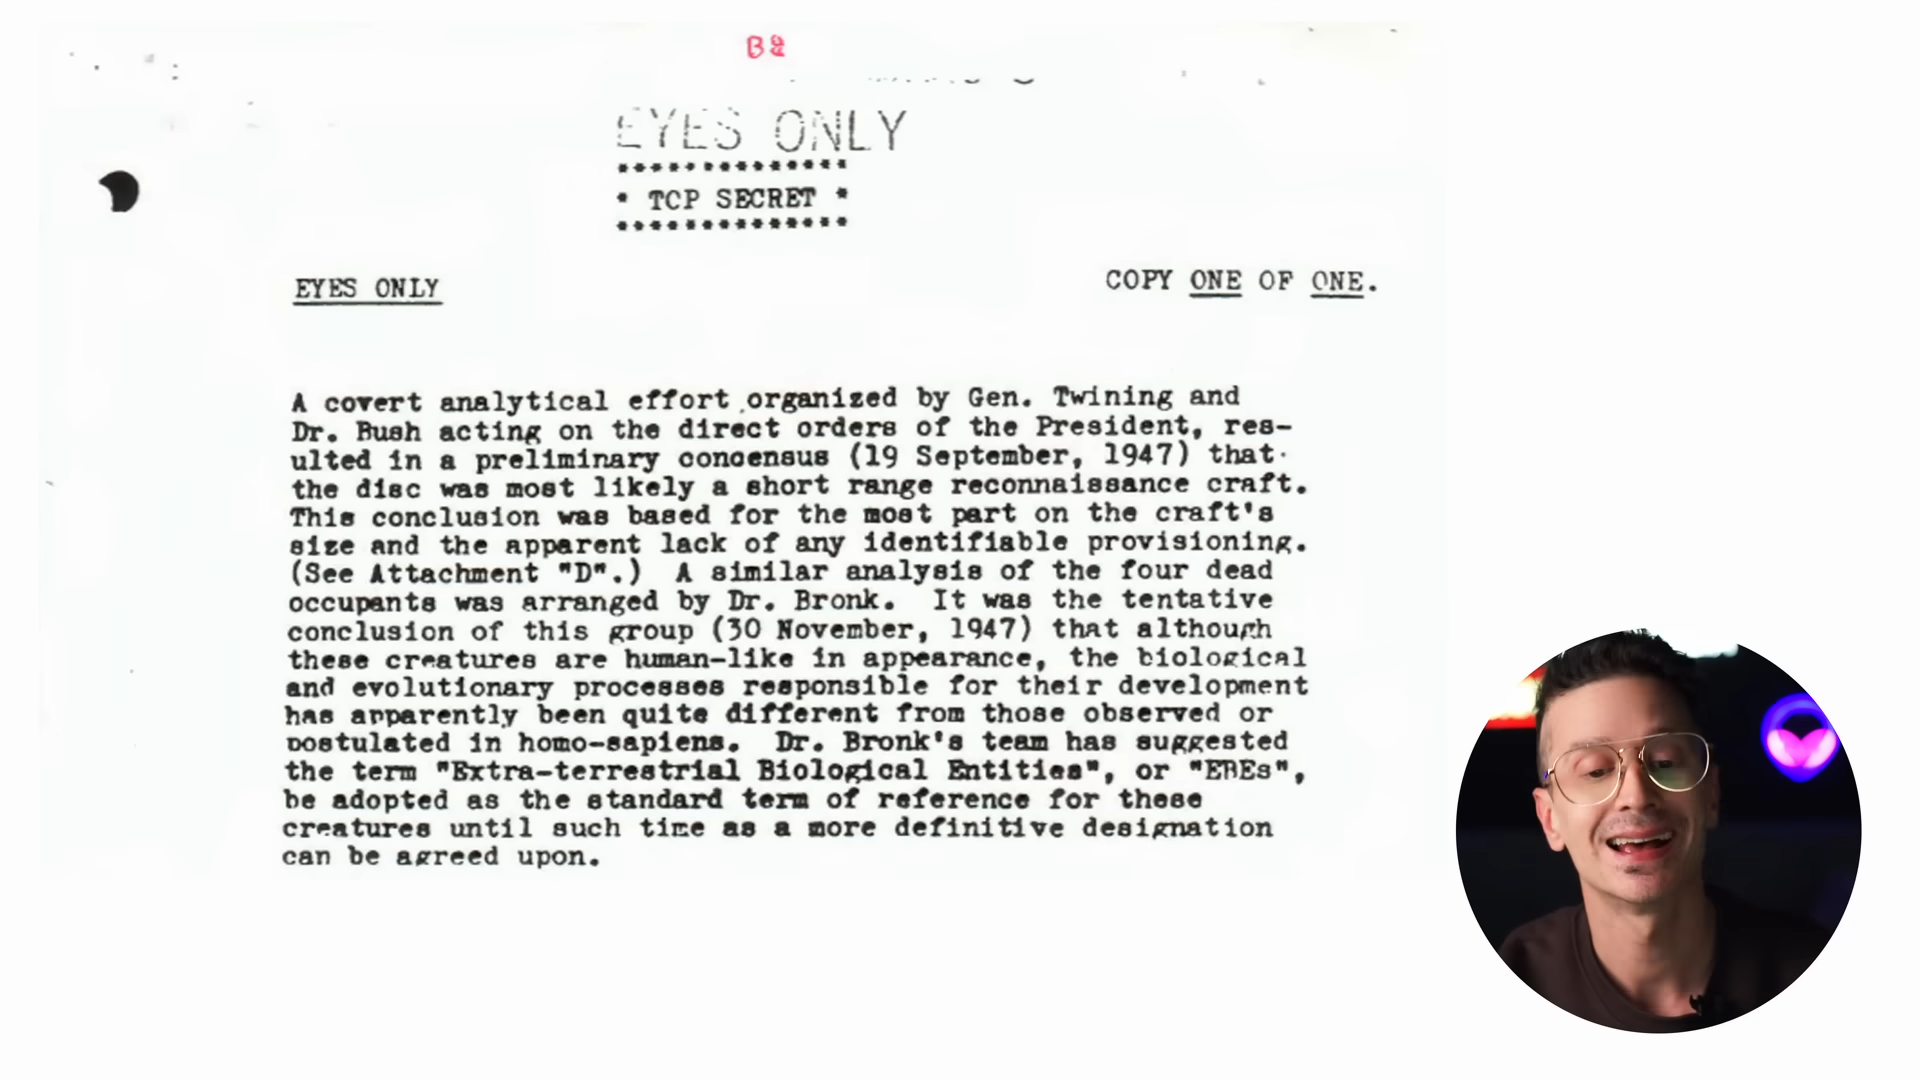 B2
EYES ONLY
**************
* TOP SECRET *
**************
EYES ONLY
COPY ONE OF ONE.
A covert analytical effort organized by Gen. Twining and
Dr. Bush acting on the direct orders of the President, res-
ulted in a preliminary concensus (19 September, 1947) that
the disc was most likely a short range reconnaissance craft.
This conclusion was based for the most part on the craft's
size and the apparent lack of any identifiable provisioning.
(See Attachment "D".) A similar analysis of the four dead
occupants was arranged by Dr. Bronk. It was the tentative
conclusion of this group (30 November, 1947) that although
these creatures are human-like in appearance, the biological
and evolutionary processes responsible for their development
has apparently been quite different from those observed or
postulated in homo-sapiens. Dr. Bronk's team has suggested
the term "Extra-terrestrial Biological Entities", or "EBEs",
be adopted as the standard term of reference for these
creatures until such time as a more definitive designation
can be agreed upon.